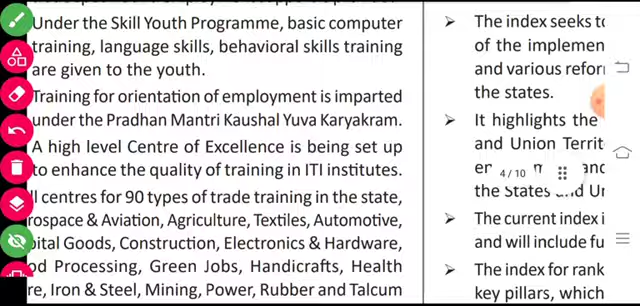 Under the Skill Youth Programme, basic computer
training, language skills, behavioral skills training
are given to the youth.
Training for orientation of employment is imparted
under the Pradhan Mantri Kaushal Yuva Karyakram.
A high level Centre of Excellence is being set up
to enhance the quality of training in ITI institutes.
centres for 90 types of trade training in the state,
& Aviation, Agriculture, Textiles, Automotive,
Goods, Construction, Electronics & Hardware,
Processing, Green Jobs, Handicrafts, Health
Iron & Steel, Mining, Power, Rubber and Talcum
The index seeks to
of the
and various
the states.
It highlights the
and Union
4/10
the States and
The current index
and will include
The index for rank
key pillars, which